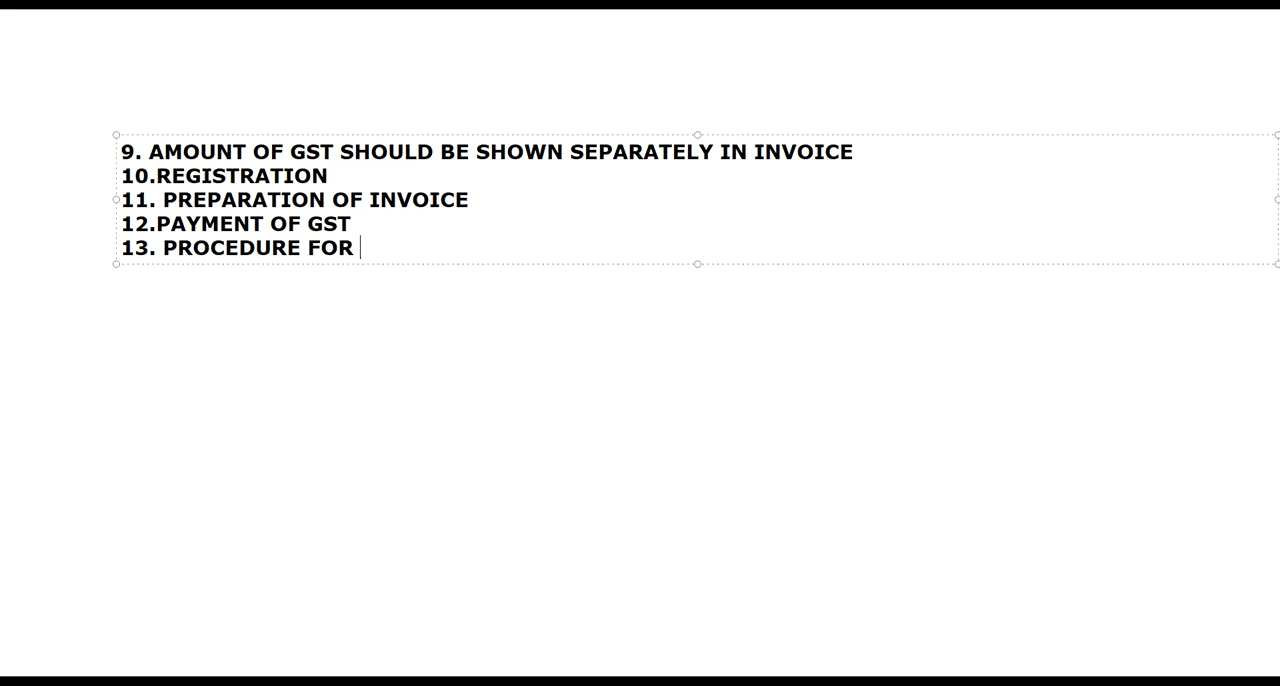 9. AMOUNT OF GST SHOULD BE SHOWN SEPARATELY IN INVOICE
10.REGISTRATION
11. PREPARATION OF INVOICE
12.PAYMENT OF GST
13. PROCEDURE FOR